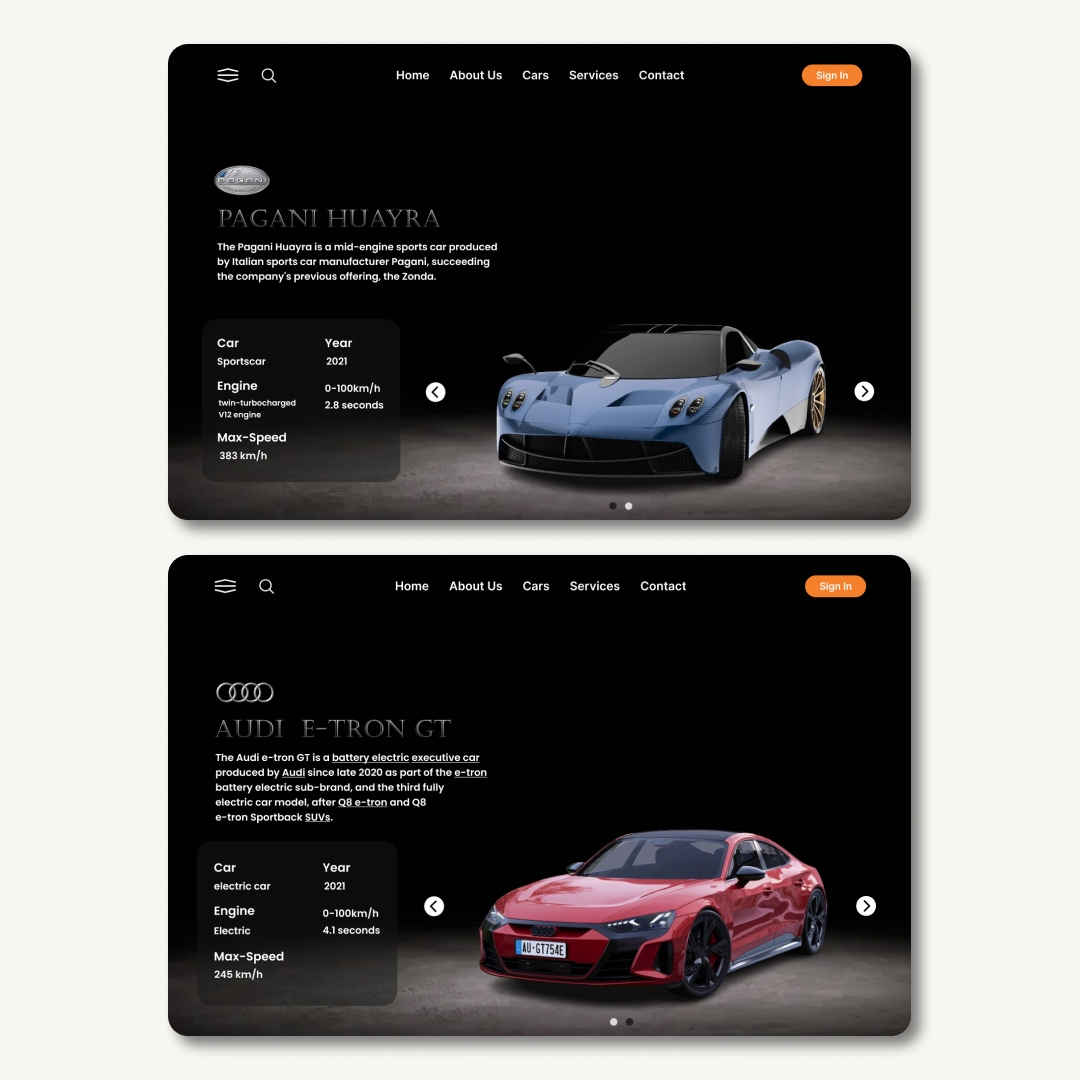 Home About Us Cars Services Contact Sign In
PAGANI
PAGANI HUAYRA
The Pagani Huayra is a mid-engine sports car produced
by Italian sports car manufacturer Pagani, succeeding
the company's previous offering, the Zonda.
Car Year
Sportscar 2021
Engine 0-100km/h
twin-turbocharged 2.8 seconds
V12 engine
Max-Speed
383 km/h
Home About Us Cars Services Contact Sign In
AUDI E-TRON GT
The Audi e-tron GT is a battery electric executive car
produced by Audi since late 2020 as part of the e-tron
battery electric sub-brand, and the third fully
electric car model, after Q8 e-tron and Q8
e-tron Sportback SUVs.
Car Year
electric car 2021
Engine 0-100km/h
Electric 4.1 seconds
Max-Speed
245 km/h
AU-GT754E